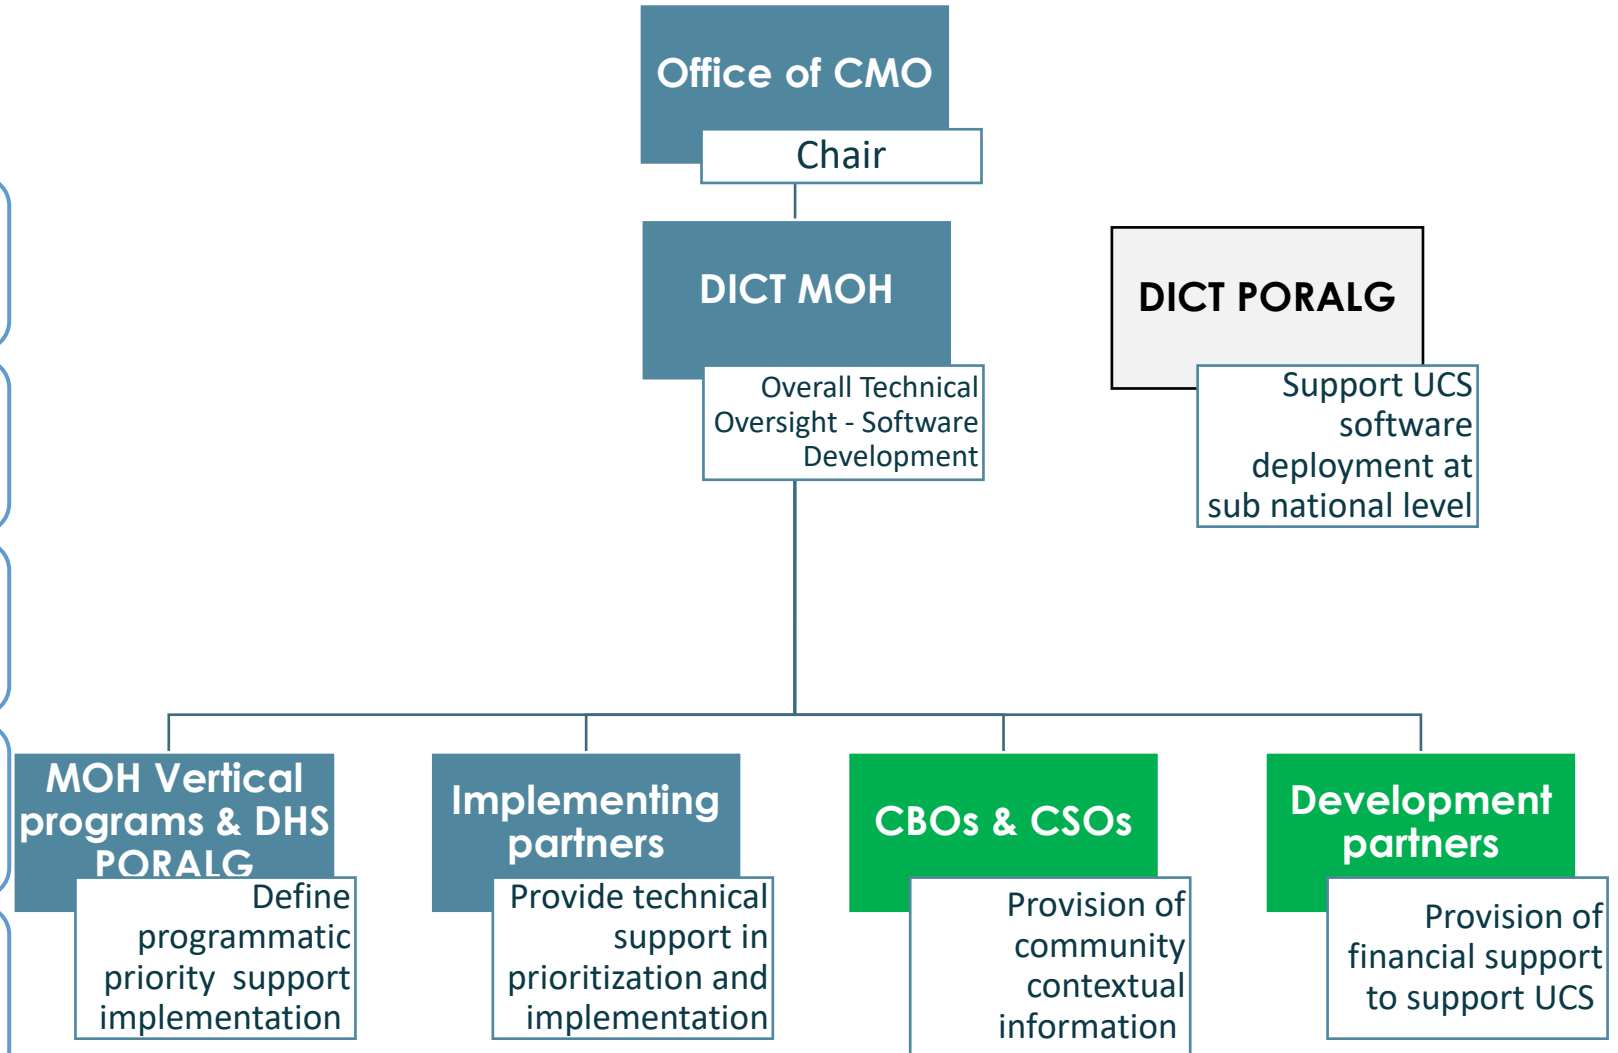 Office of CMO
Chair
DICT MOH
Overall Technical
Oversight - Software
Development
DICT PORALG
Support UCS
software
deployment at
sub national level
MOH Vertical
programs & DHS
PORALG
Define
programmatic
priority support
implementation
Implementing
partners
Provide technical
support in
prioritization and
implementation
CBOs & CSOs
Provision of
community
contextual
information
Development
partners
Provision of
financial support
to support UCS